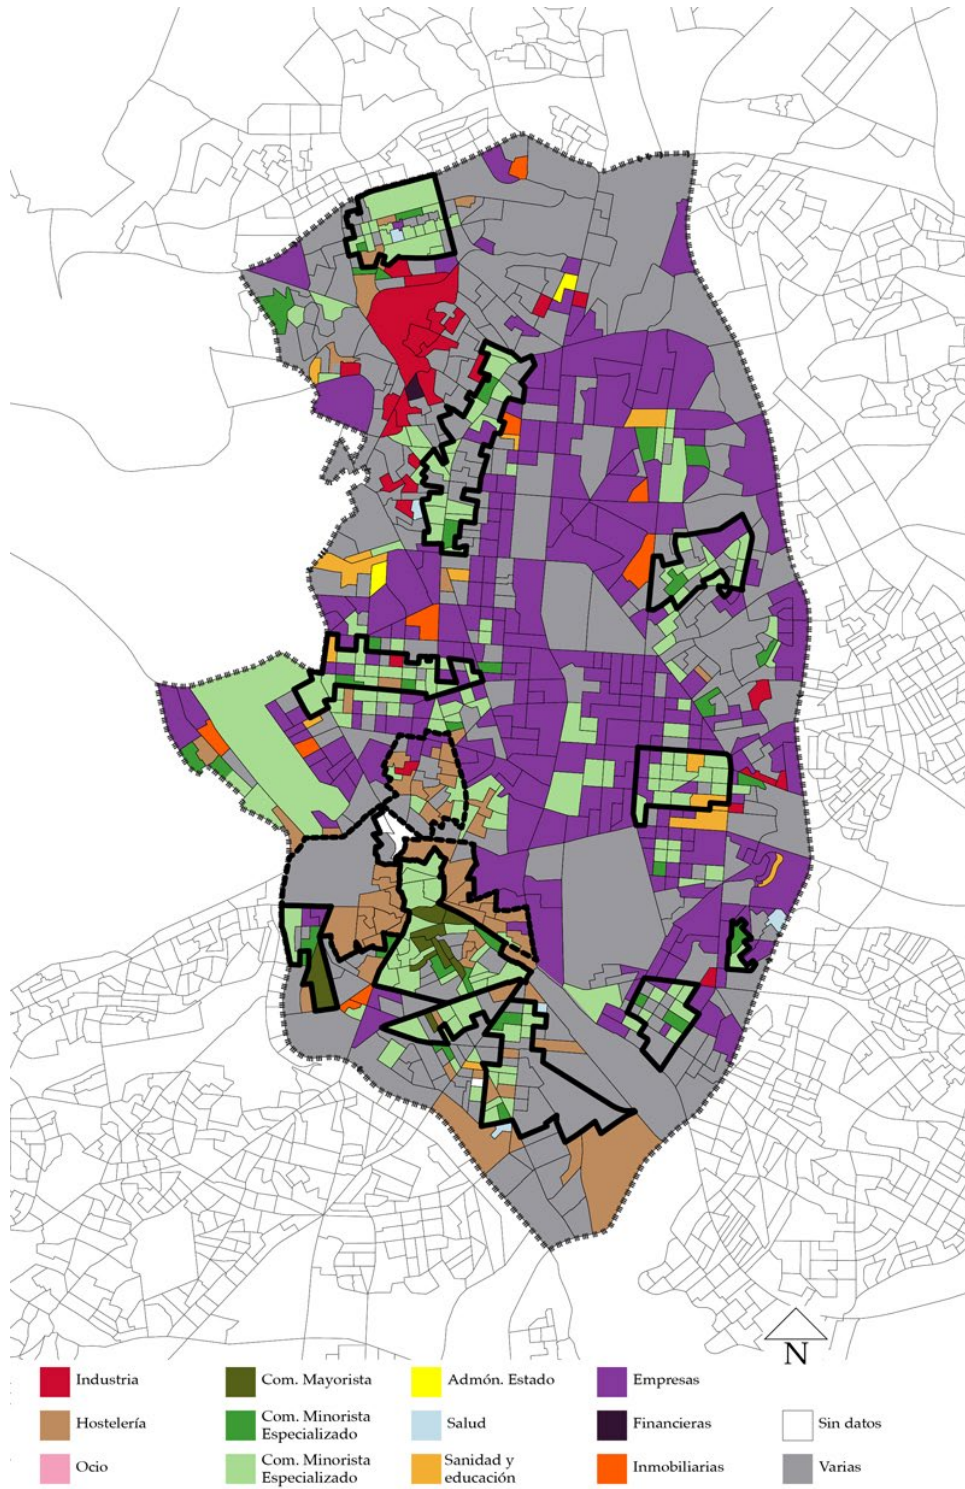 N
Industria
Com. Mayorista
Admón. Estado
Empresas
Hostelería
Com. Minorista
Especializado
Salud
Financieras
Sin datos
Ocio
Com. Minorista
Especializado
Sanidad y
educación
Inmobiliarias
Varias